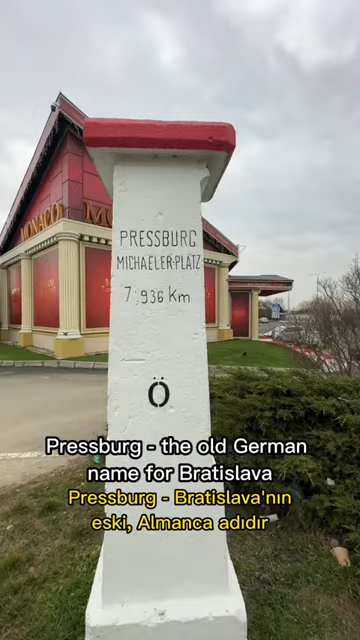 MONACO
MO
PRESSBURG
MICHAELER-PLATZ
7,936 Km
Ö
Pressburg - the old German
name for Bratislava
Pressburg - Bratislava'nın
eski, Almanca adıdır